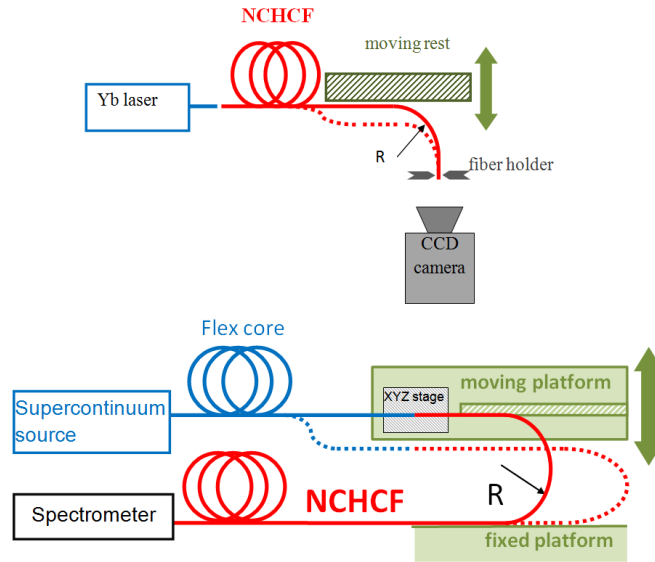 NCHCF
moving rest
Yb laser
R
fiber holder
CCD
camera
Flex core
XYZ stage
moving platform
Supercontinuum
source
NCHCF
R
Spectrometer
fixed platform